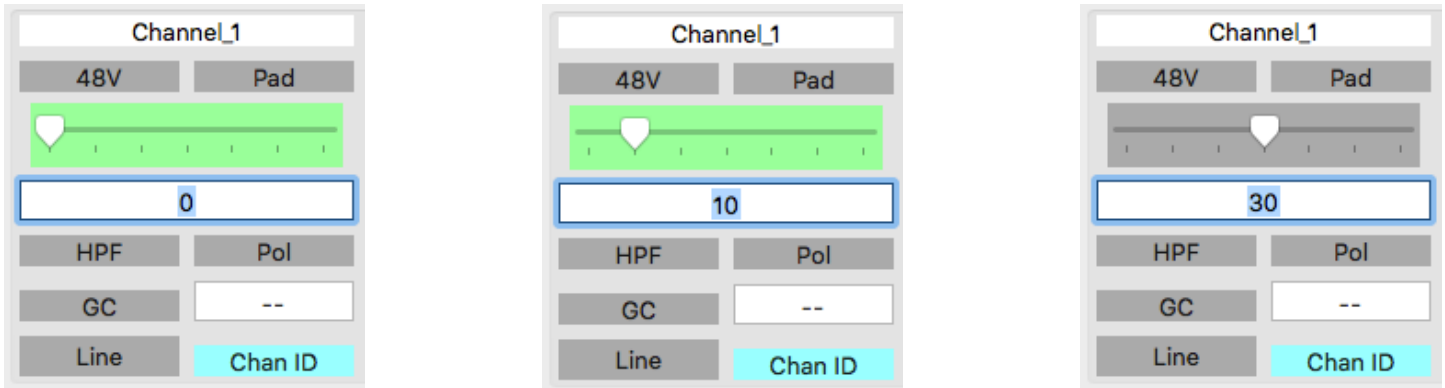 Channel_1
48V Pad
0
HPF Pol
GC --
Line Chan ID
Channel_1
48V Pad
10
HPF Pol
GC --
Line Chan ID
Channel_1
48V Pad
30
HPF Pol
GC --
Line Chan ID